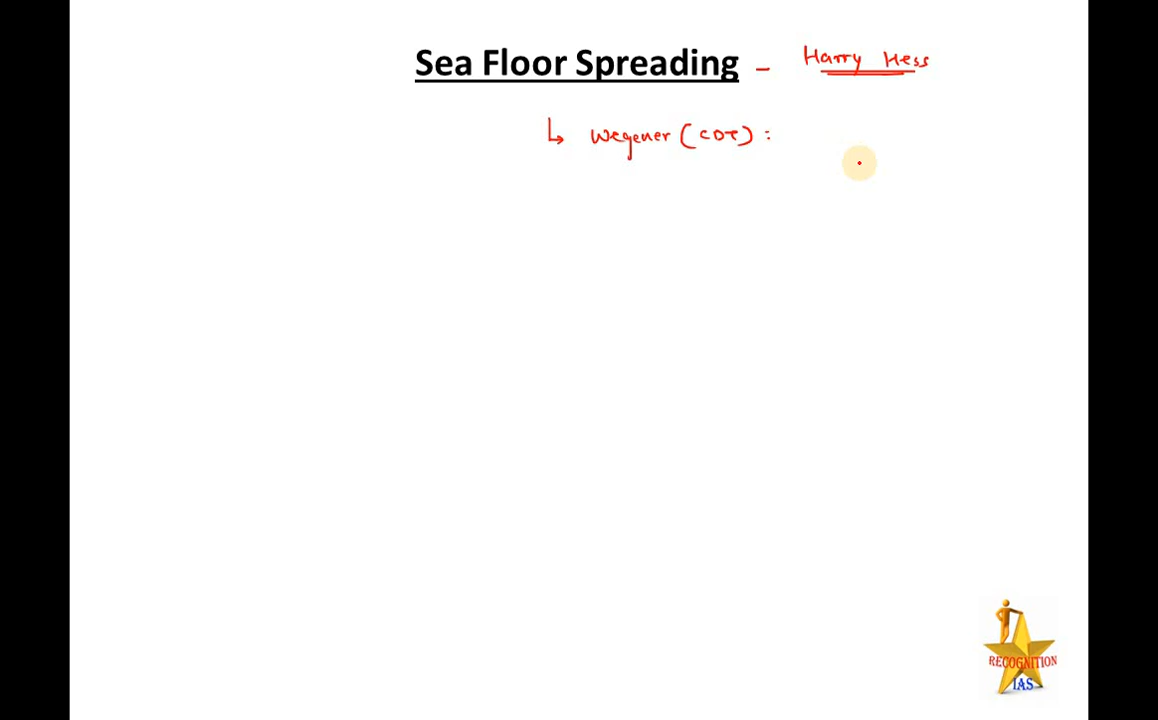 Sea Floor Spreading - Harry Hess
↳ Wegener (CDT) :
RECOGNITION
IAS